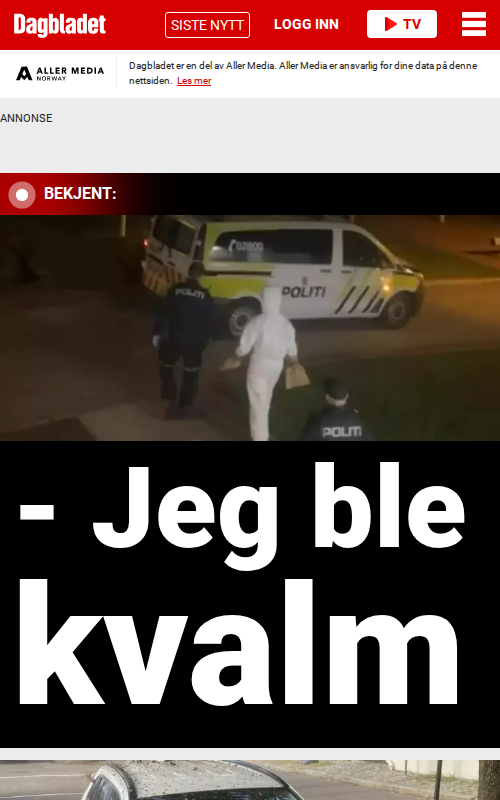 Dagbladet
SISTE NYTT
LOGG INN
TV
ALLER MEDIA
NORWAY
Dagbladet er en del av Aller Media. Aller Media er ansvarlig for dine data på denne
nettsiden. Les mer
ANNONSE
BEKJENT:
02800
POLITI
POLITI
POLITI
- Jeg ble
kvalm